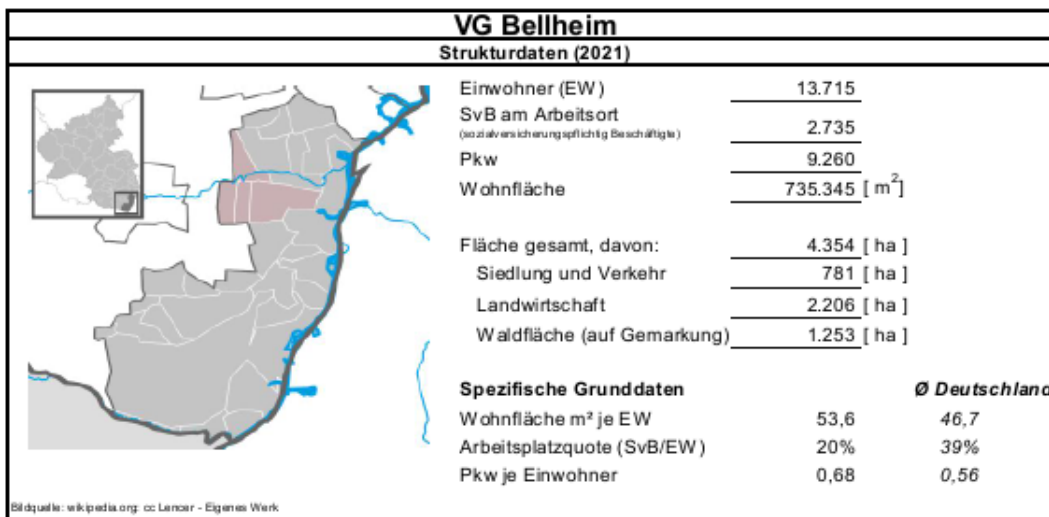 VG Bellheim
Strukturdaten (2021)
Einwohner (EW) 13.715
SvB am Arbeitsort 2.735
(sozialversicherungspflichtig Beschäftigte)
Pkw 9.260
Wohnfläche 735.345 [ m²]
Fläche gesamt, davon: 4.354 [ ha ]
Siedlung und Verkehr 781 [ ha ]
Landwirtschaft 2.206 [ ha ]
Waldfläche (auf Gemarkung) 1.253 [ ha ]
Spezifische Grunddaten Ø Deutschland
Wohnfläche m² je EW 53,6 46,7
Arbeitsplatzquote (SvB/EW) 20% 39%
Pkw je Einwohner 0,68 0,56
Bildquelle: wikipedia.org: cc Lencer - Eigenes Werk